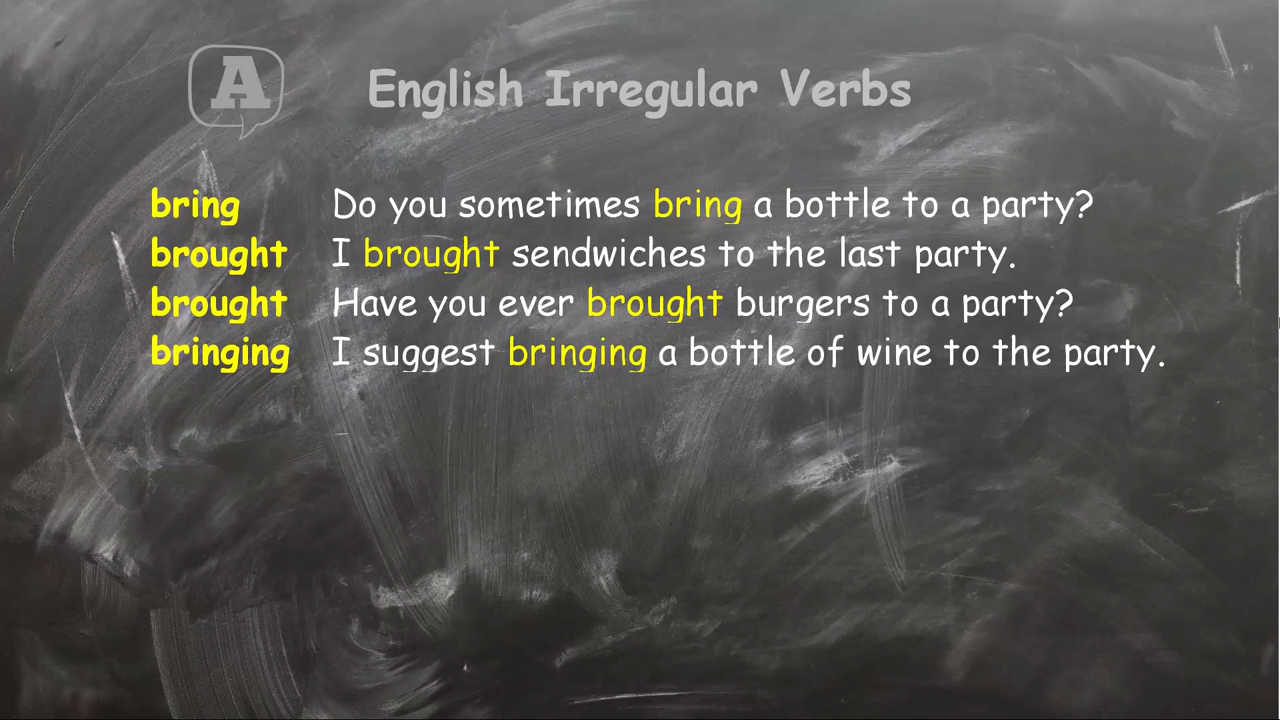 A
English Irregular Verbs
bring Do you sometimes bring a bottle to a party?
brought I brought sendwiches to the last party.
brought Have you ever brought burgers to a party?
bringing I suggest bringing a bottle of wine to the party.